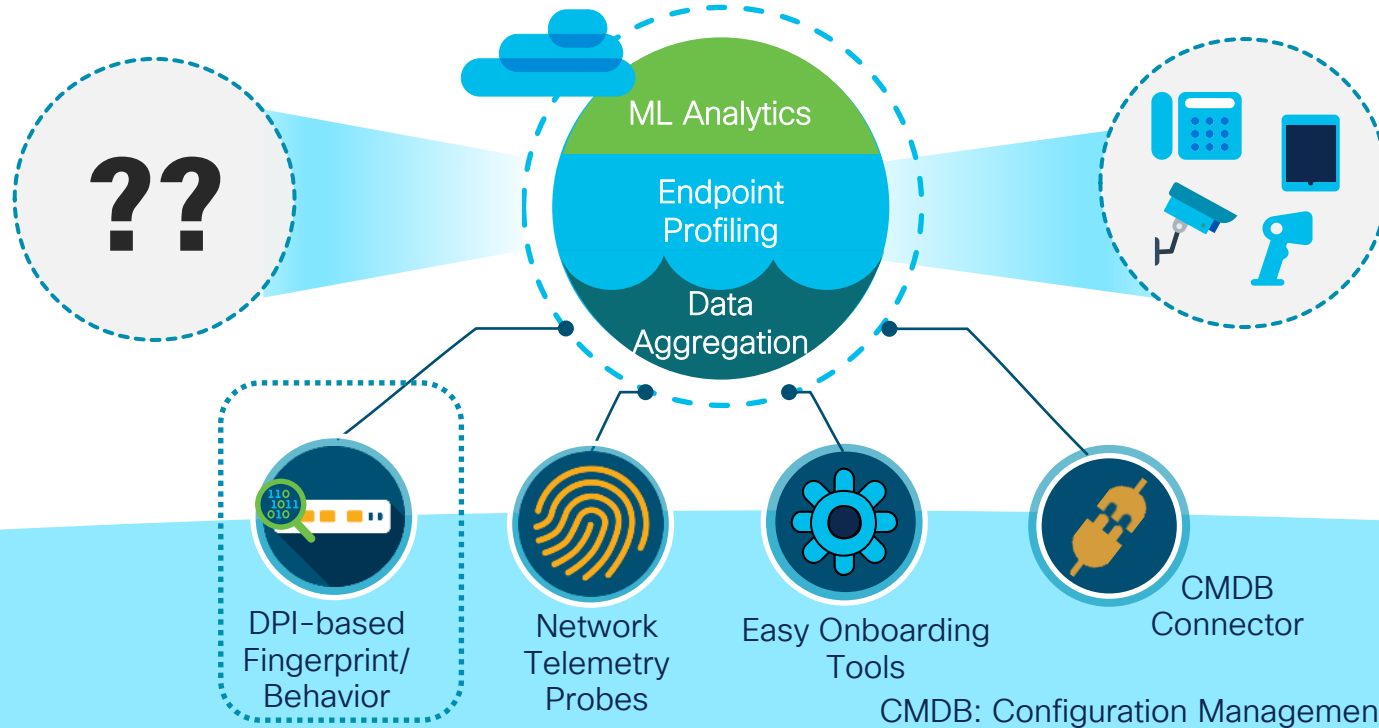 ML Analytics
??
Endpoint
Profiling
Data
Aggregation
110
1011
010
DPI-based
Fingerprint/
Behavior
Network
Telemetry
Probes
Easy Onboarding
Tools
CMDB
Connector
CMDB: Configuration Managemen